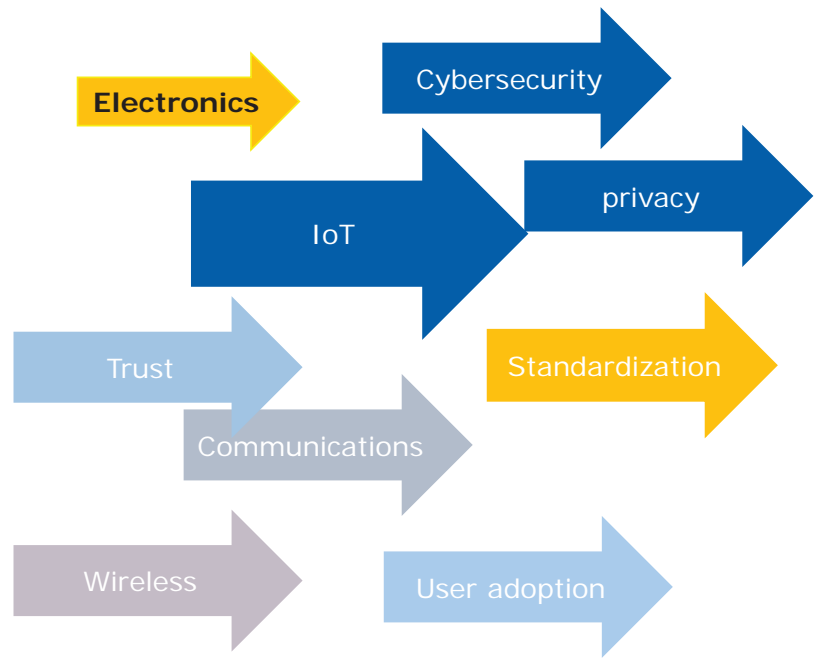 Cybersecurity
Electronics
privacy
IoT
Trust
Standardization
Communications
Wireless
User adoption